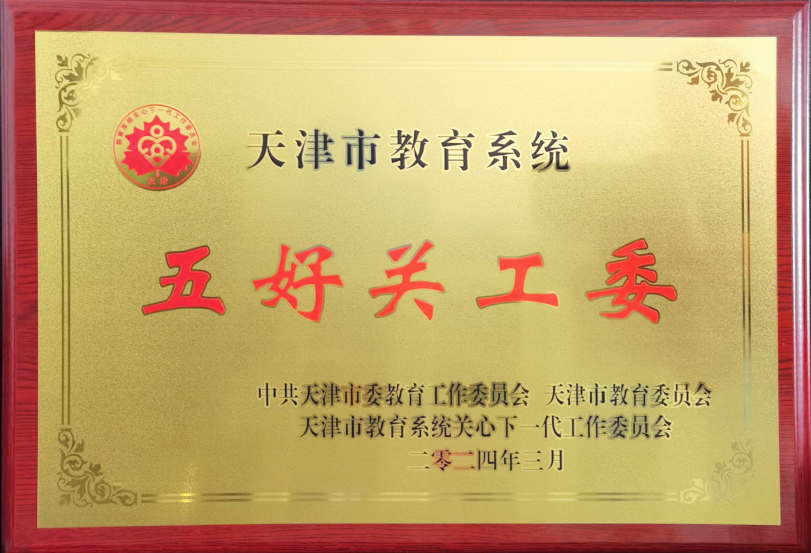 天津市教育系统
五好关工委
中共天津市委教育工作委员会 天津市教育委员会
天津市教育系统关心下一代工作委员会
二零二四年三月